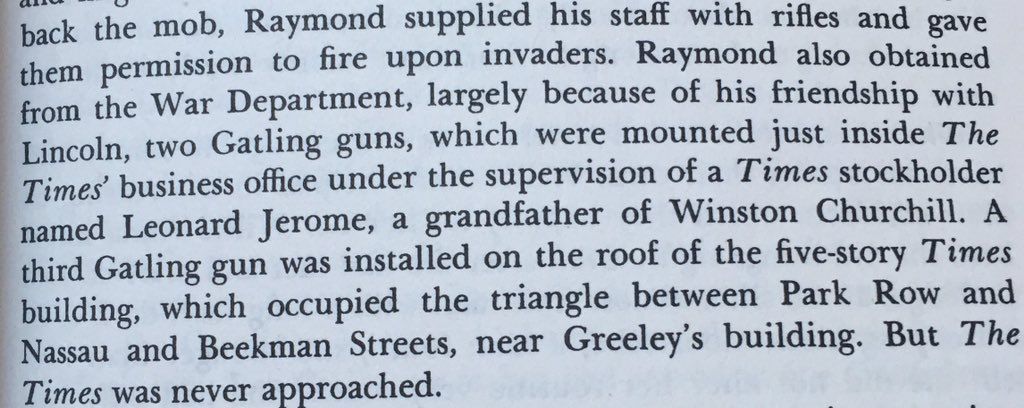 back the mob, Raymond supplied his staff with rifles and gave
them permission to fire upon invaders. Raymond also obtained
from the War Department, largely because of his friendship with
Lincoln, two Gatling guns, which were mounted just inside The
Times' business office under the supervision of a Times stockholder
named Leonard Jerome, a grandfather of Winston Churchill. A
third Gatling gun was installed on the roof of the five-story Times
building, which occupied the triangle between Park Row and
Nassau and Beekman Streets, near Greeley's building. But The
Times was never approached.